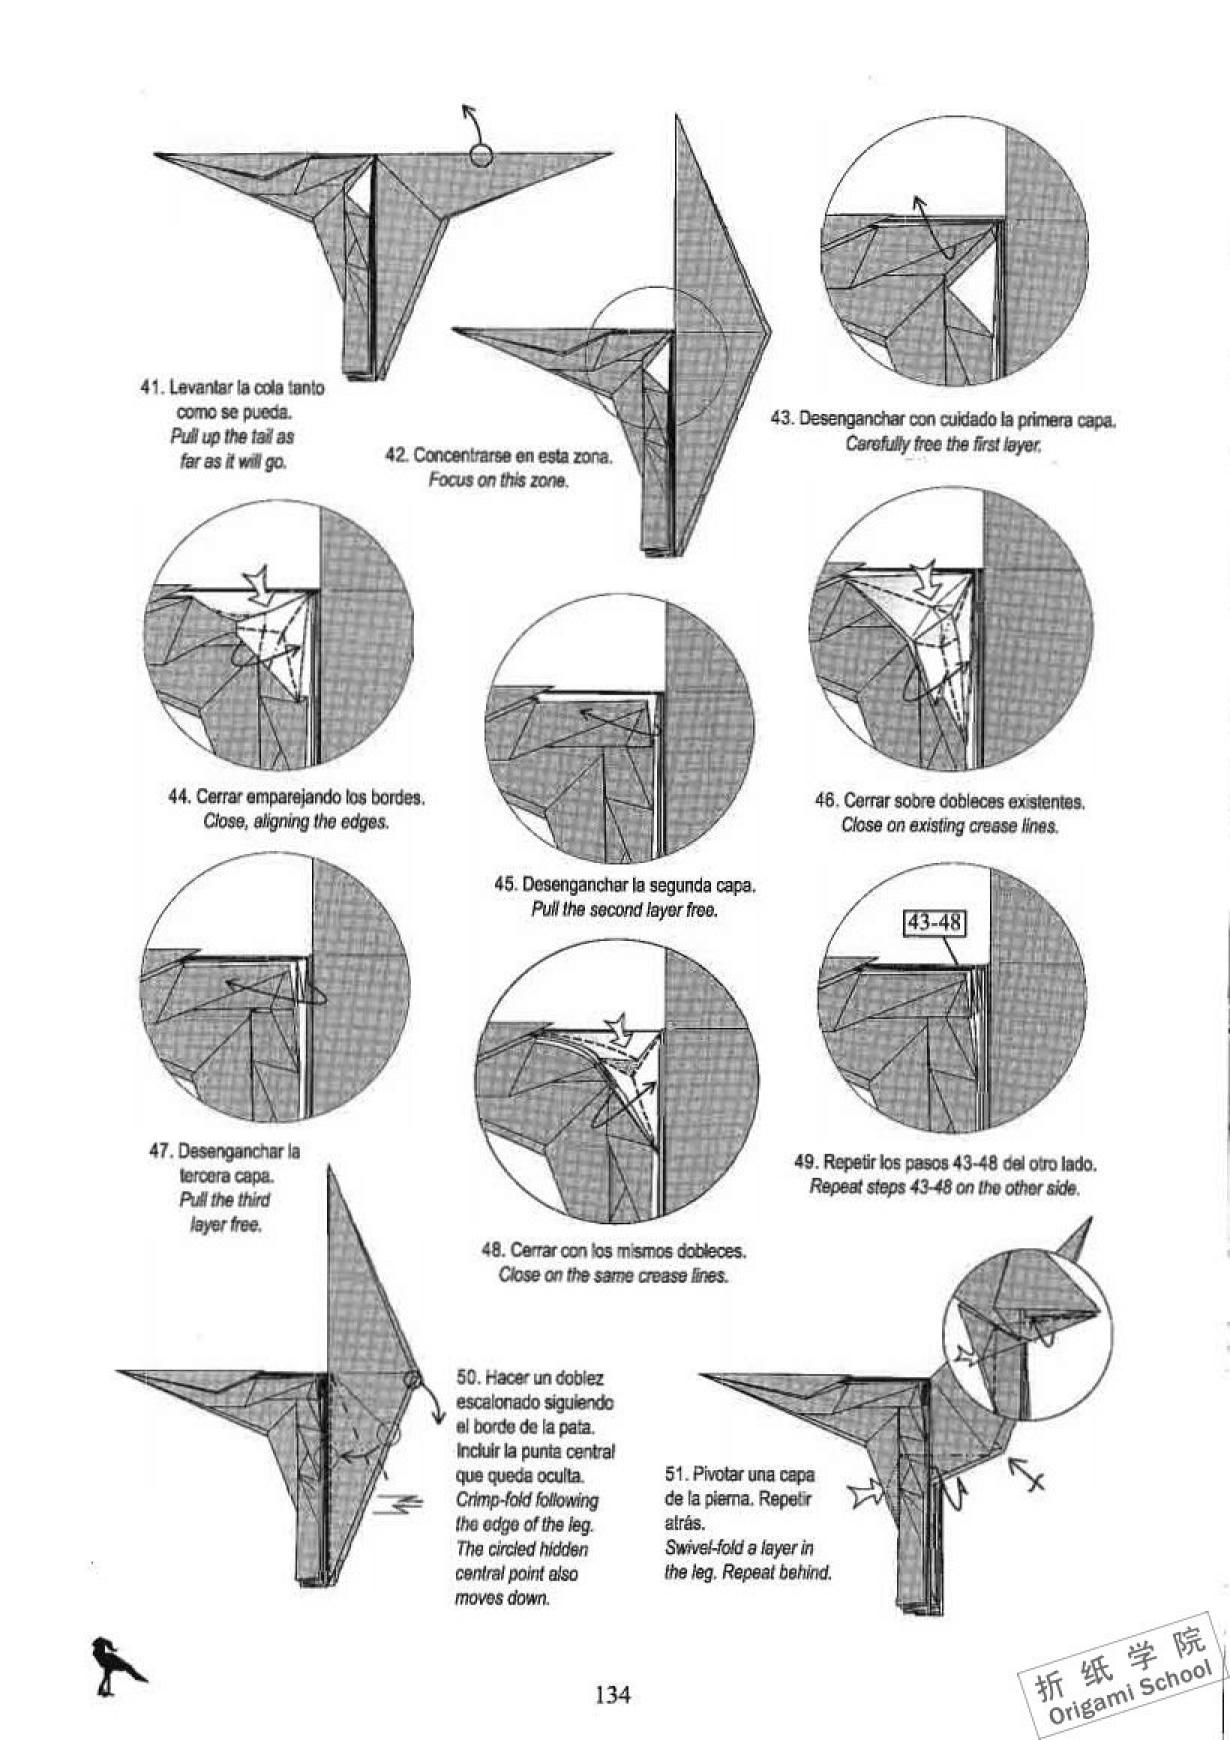 41. Levantar la cola tanto
como se pueda.
Pull up the tail as
far as it will go.
42. Concentrarse en esta zona.
Focus on this zone.
43. Desenganchar con cuidado la primera capa.
Carefully free the first layer.
44. Cerrar emparejando los bordes.
Close, aligning the edges.
45. Desenganchar la segunda capa.
Pull the second layer free.
46. Cerrar sobre dobleces existentes.
Close on existing crease lines.
47. Desenganchar la
tercera capa.
Pull the third
layer free.
48. Cerrar con los mismos dobleces.
Close on the same crease lines.
43-48
49. Repetir los pasos 43-48 del otro lado.
Repeat steps 43-48 on the other side.
50. Hacer un doblez
escalonado siguiendo
el borde de la pata.
Incluir la punta central
que queda oculta.
Crimp-fold following
the edge of the leg.
The circled hidden
central point also
moves down.
51. Pivotar una capa
de la pierna. Repetir
atrás.
Swivel-fold a layer in
the leg. Repeat behind.
134
折纸学院
Origami School